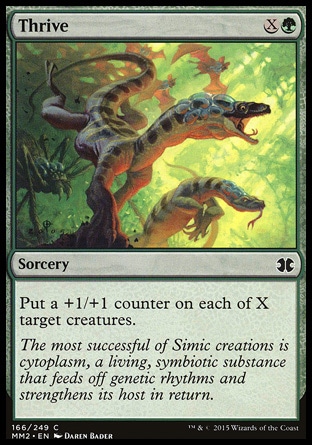 Thrive X G
Sorcery
Put a +1/+1 counter on each of X
target creatures.
The most successful of Simic creations is
cytoplasm, a living, symbiotic substance
that feeds off genetic rhythms and
strengthens its host in return.
166/249 C
MM2 • EN Daren Bader
™ & © 2015 Wizards of the Coast